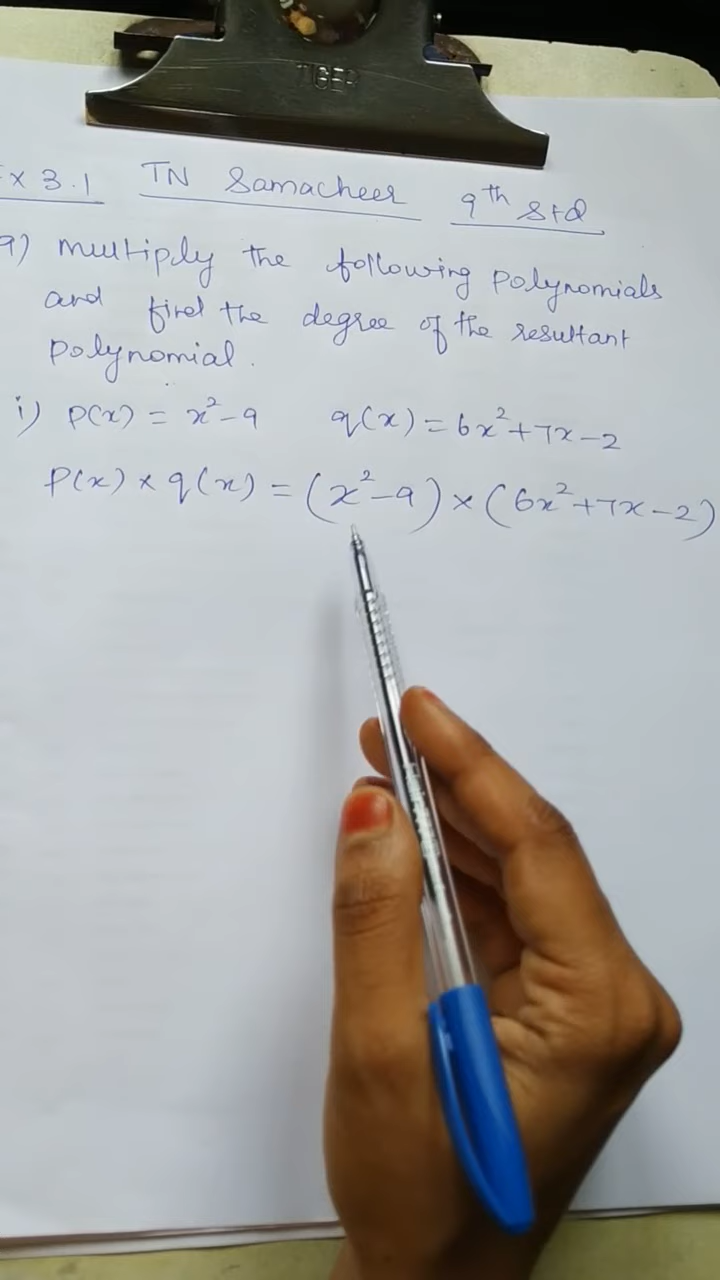 TIGER
Ex 3.1 TN Samacheer 9th Std
9) Multiply the following polynomials
and find the degree of the resultant
polynomial.
i) P(x) = x²-9 q(x) = 6x²+7x-2
P(x) × q(x) = (x²-9) × (6x²+7x-2)